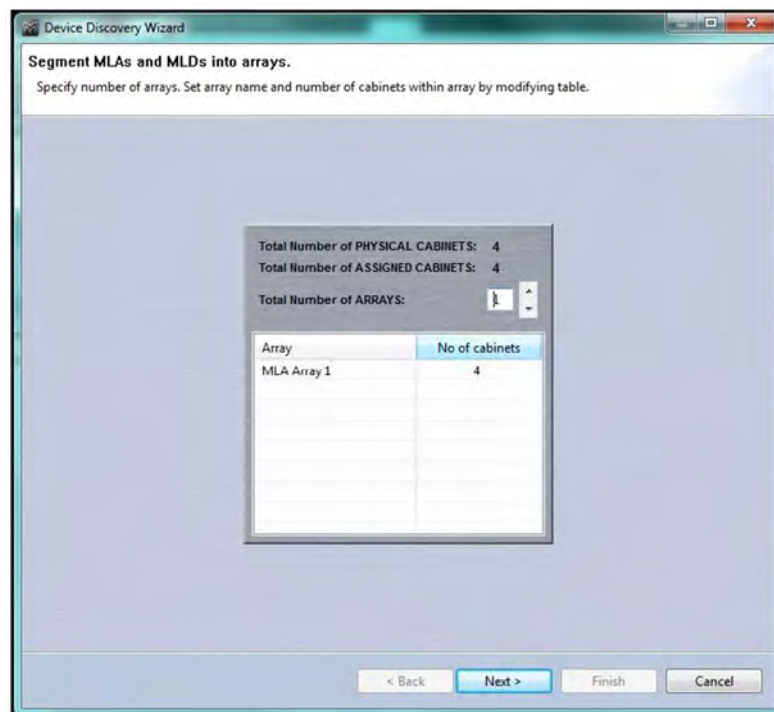 Device Discovery Wizard
Segment MLAs and MLDs into arrays.
Specify number of arrays. Set array name and number of cabinets within array by modifying table.
Total Number of PHYSICAL CABINETS: 4
Total Number of ASSIGNED CABINETS: 4
Total Number of ARRAYS: 1
Array No of cabinets
MLA Array 1 4
< Back Next > Finish Cancel